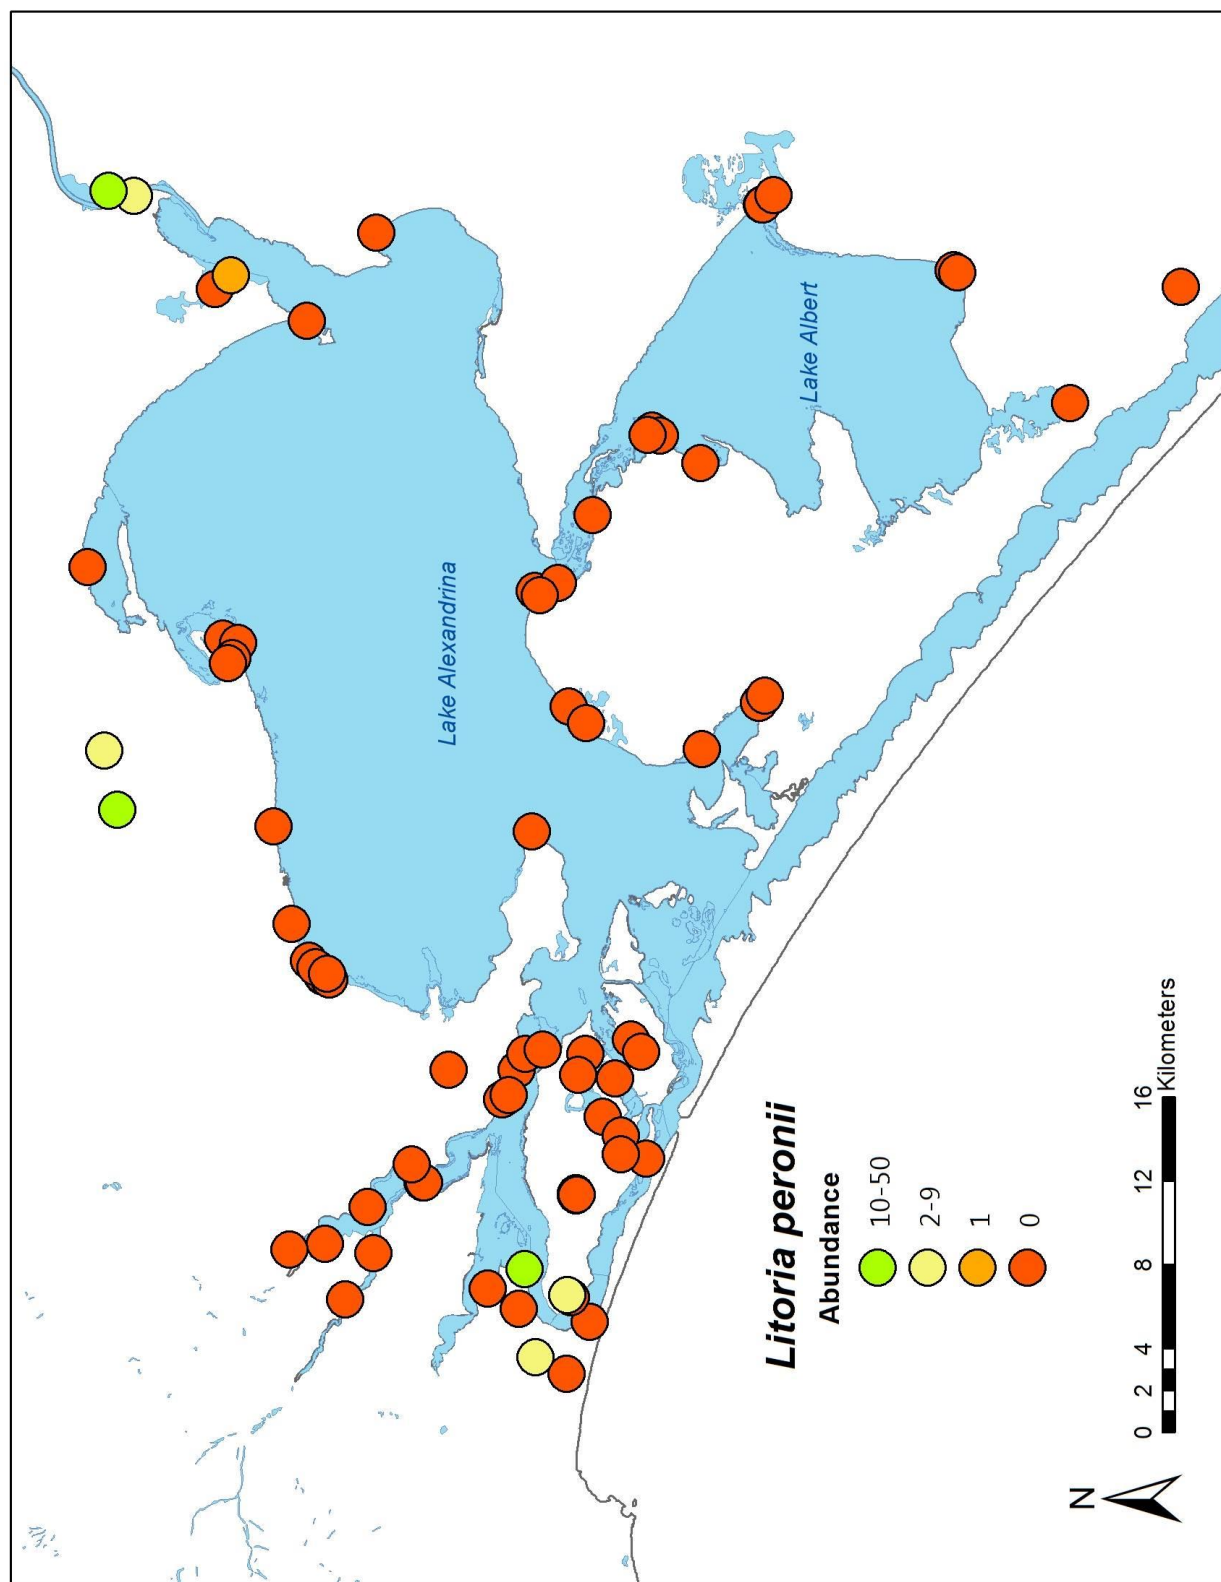 Lake Alexandrina
Lake Albert
Litoria peronii
Abundance
10-50
2-9
1
0
N
0 2 4 8 12 16
Kilometers